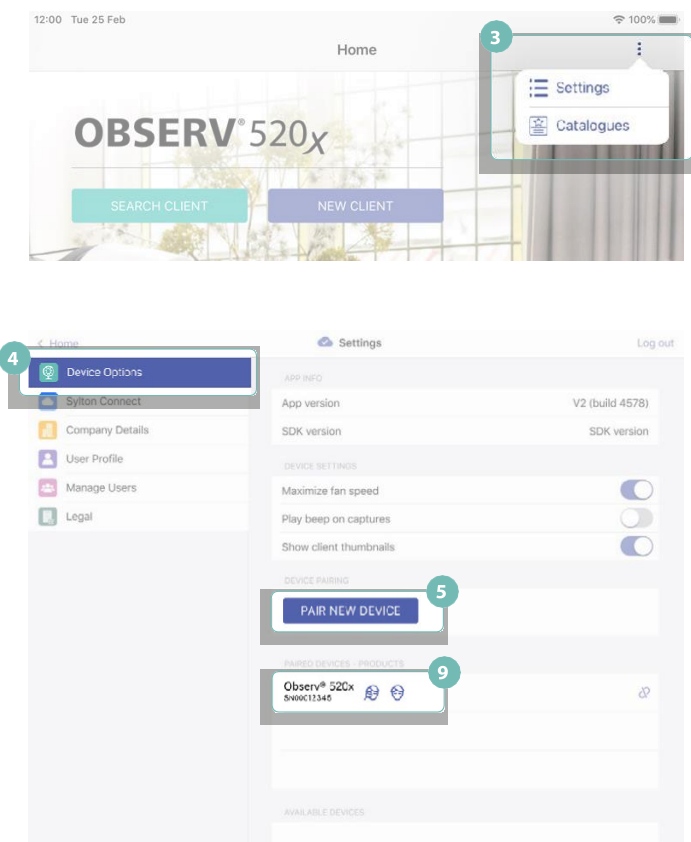 12:00 Tue 25 Feb 100%
3
Home
Settings
Catalogues
OBSERV® 520x
SEARCH CLIENT NEW CLIENT
4
Home Settings Log out
Device Options
Sylton Connect
Company Details
User Profile
Manage Users
Legal
APP INFO
App version V2 (build 4578)
SDK version SDK version
DEVICE SETTINGS
Maximize fan speed
Play beep on captures
Show client thumbnails
DEVICE PAIRING
5
PAIR NEW DEVICE
PAIRED DEVICES - PRODUCTS
9
Observ® 520x
SN00C12345
AVAILABLE DEVICES